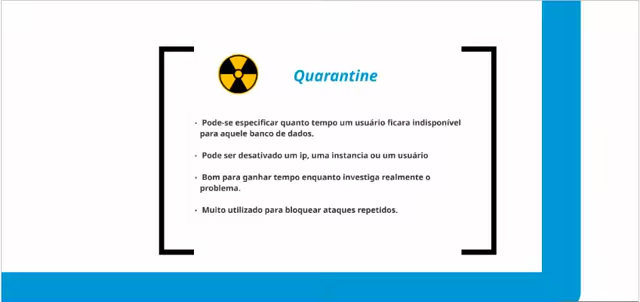 Quarantine
· Pode-se especificar quanto tempo um usuário ficara indisponível
para aquele banco de dados.
· Pode ser desativado um ip, uma instancia ou um usuário
· Bom para ganhar tempo enquanto investiga realmente o
problema.
· Muito utilizado para bloquear ataques repetidos.